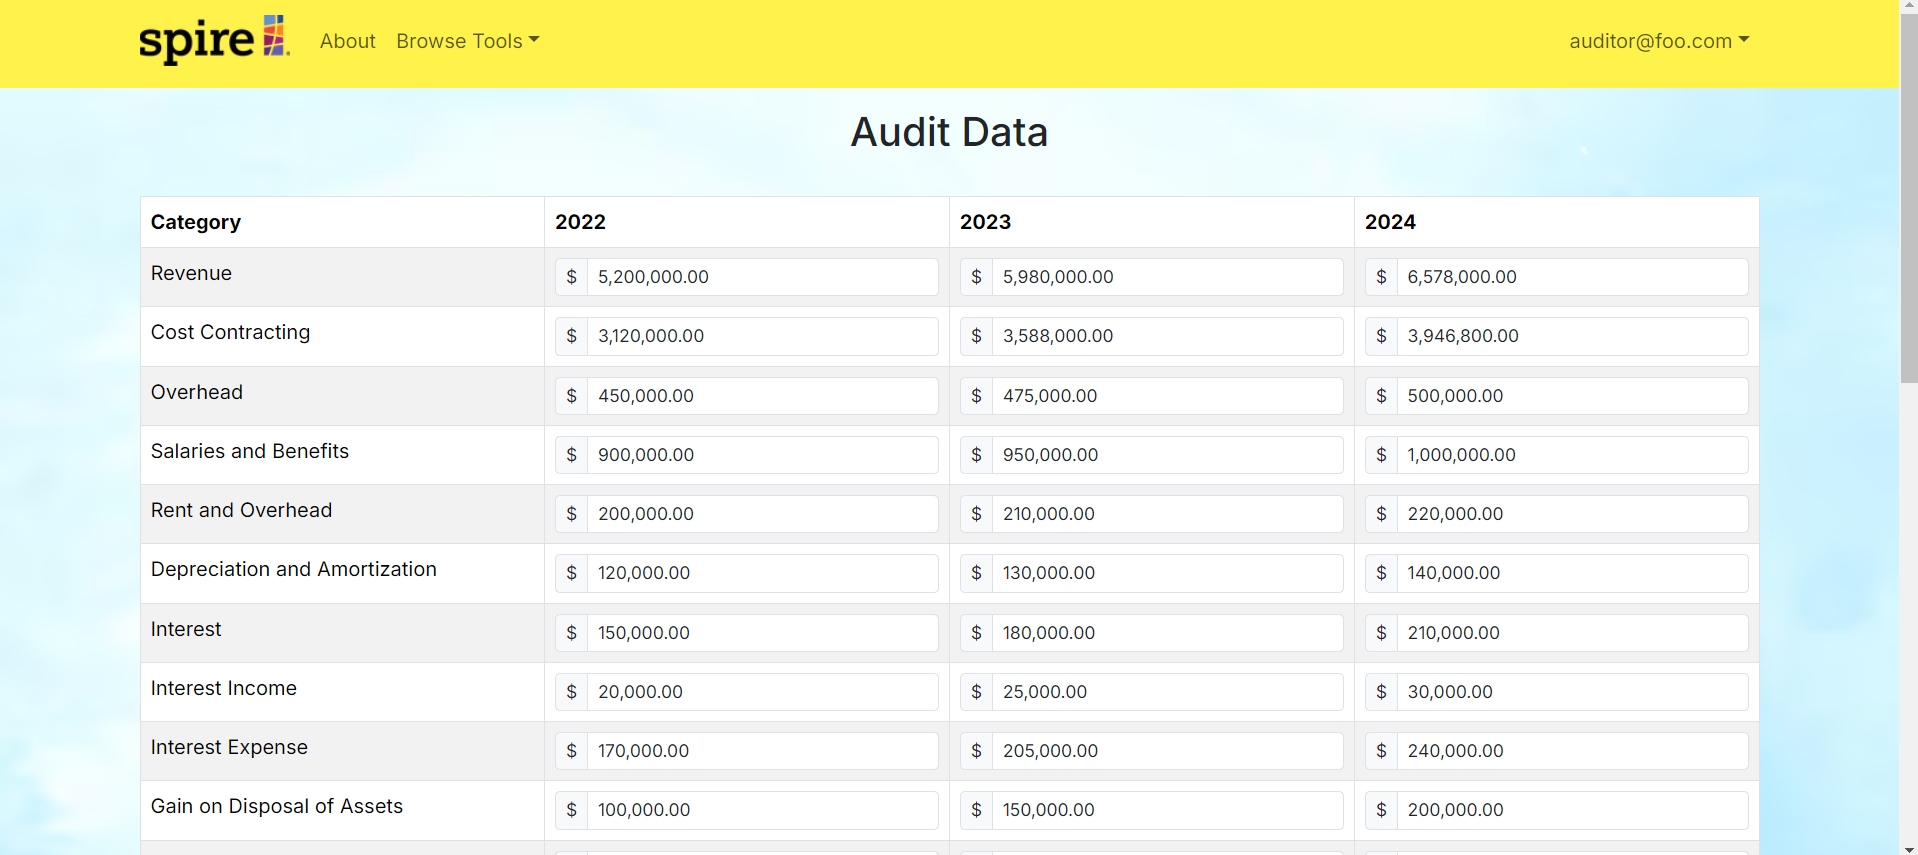 spire About Browse Tools auditor@foo.com
Audit Data
Category 2022 2023 2024
Revenue $ 5,200,000.00 $ 5,980,000.00 $ 6,578,000.00
Cost Contracting $ 3,120,000.00 $ 3,588,000.00 $ 3,946,800.00
Overhead $ 450,000.00 $ 475,000.00 $ 500,000.00
Salaries and Benefits $ 900,000.00 $ 950,000.00 $ 1,000,000.00
Rent and Overhead $ 200,000.00 $ 210,000.00 $ 220,000.00
Depreciation and Amortization $ 120,000.00 $ 130,000.00 $ 140,000.00
Interest $ 150,000.00 $ 180,000.00 $ 210,000.00
Interest Income $ 20,000.00 $ 25,000.00 $ 30,000.00
Interest Expense $ 170,000.00 $ 205,000.00 $ 240,000.00
Gain on Disposal of Assets $ 100,000.00 $ 150,000.00 $ 200,000.00